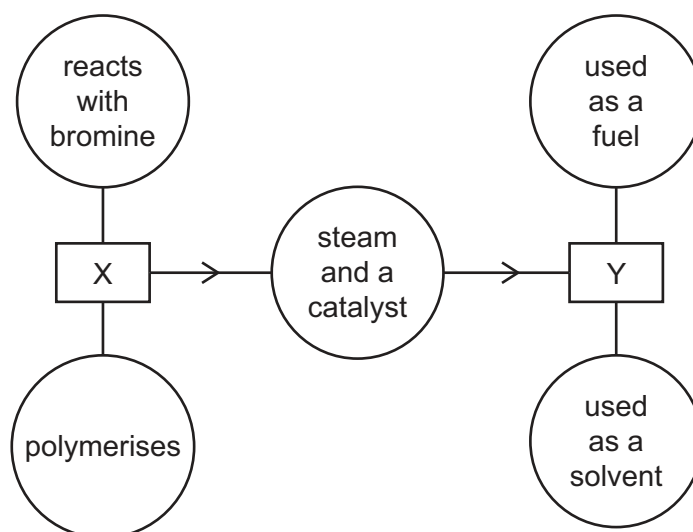 reacts
with
bromine
used
as a
fuel
X
steam
and a
catalyst
Y
polymerises
used
as a
solvent